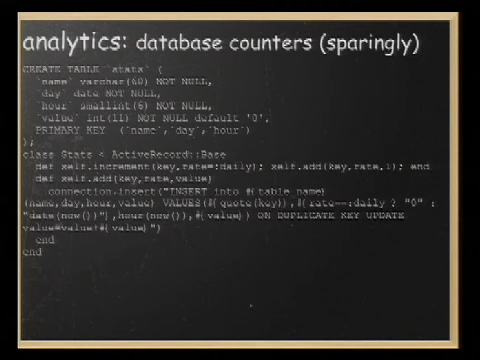 analytics: database counters (sparingly)
CREATE TABLE `stats` (
`name` varchar(60) NOT NULL,
`day` date NOT NULL,
`hour` smallint(6) NOT NULL,
`value` int(11) NOT NULL default '0',
PRIMARY KEY (`name`,`day`,`hour`)
);
class Stats < ActiveRecord::Base
def self.increment(key,rate=:daily); self.add(key,rate,1); end
def self.add(key,rate,value)
connection.insert("INSERT into #{table_name}
(name,day,hour,value) VALUES(#{quote(key)},#{rate==:daily ? "0" :
"date(now())"},hour(now()),#{value}) ON DUPLICATE KEY UPDATE
value=value+#{value}")
end
end